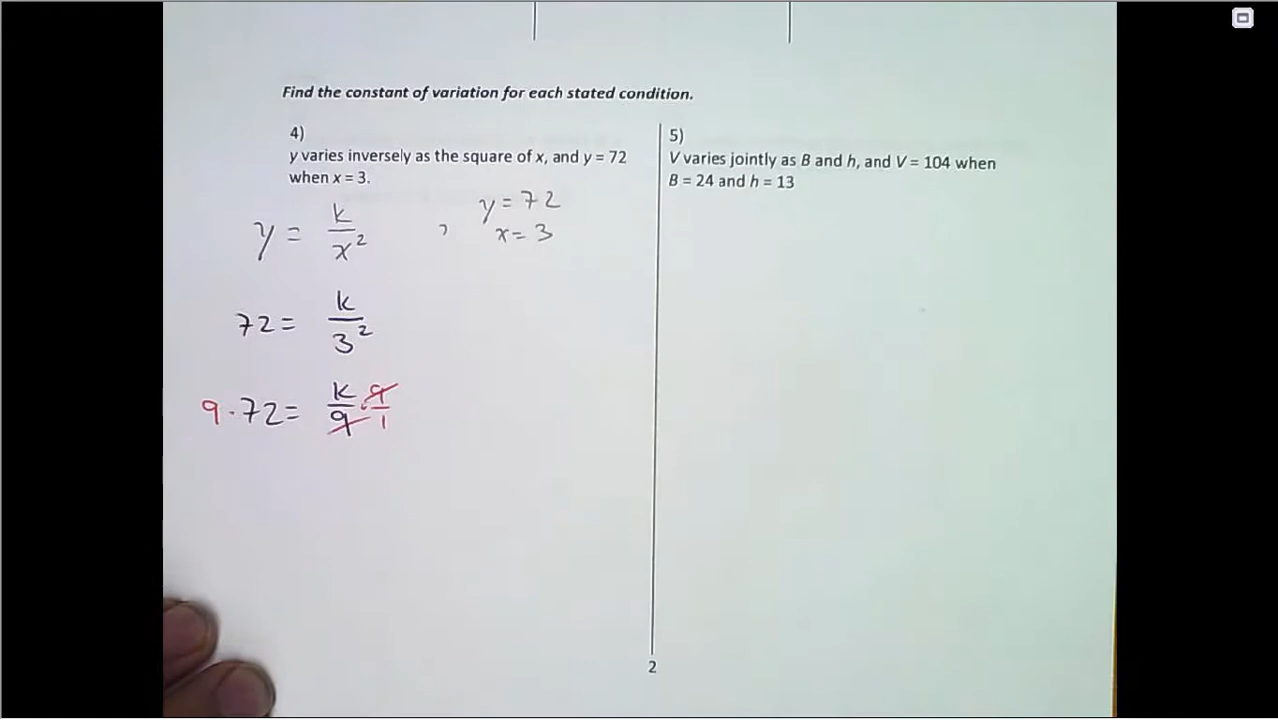 Find the constant of variation for each stated condition.
4)
y varies inversely as the square of x, and y = 72
when x = 3.
y = k/x²   ,   y = 72
x = 3
72 = k/3²
9 · 72 = k/9 · 9/1
5)
V varies jointly as B and h, and V = 104 when
B = 24 and h = 13
2